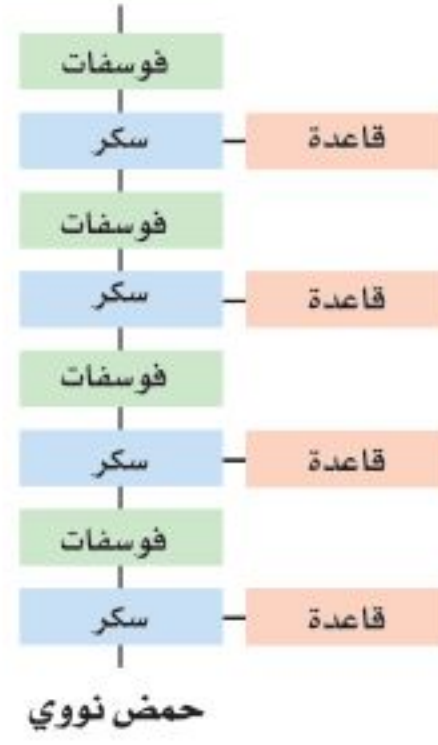 فوسفات
سكر
قاعدة
فوسفات
سكر
قاعدة
فوسفات
سكر
قاعدة
فوسفات
سكر
قاعدة
حمض نووي